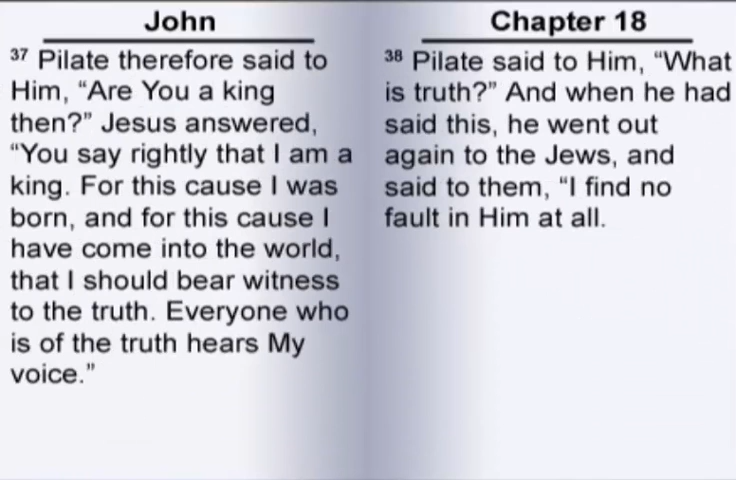 John
37 Pilate therefore said to
Him, “Are You a king
then?” Jesus answered,
“You say rightly that I am a
king. For this cause I was
born, and for this cause I
have come into the world,
that I should bear witness
to the truth. Everyone who
is of the truth hears My
voice.”
Chapter 18
38 Pilate said to Him, “What
is truth?” And when he had
said this, he went out
again to the Jews, and
said to them, “I find no
fault in Him at all.